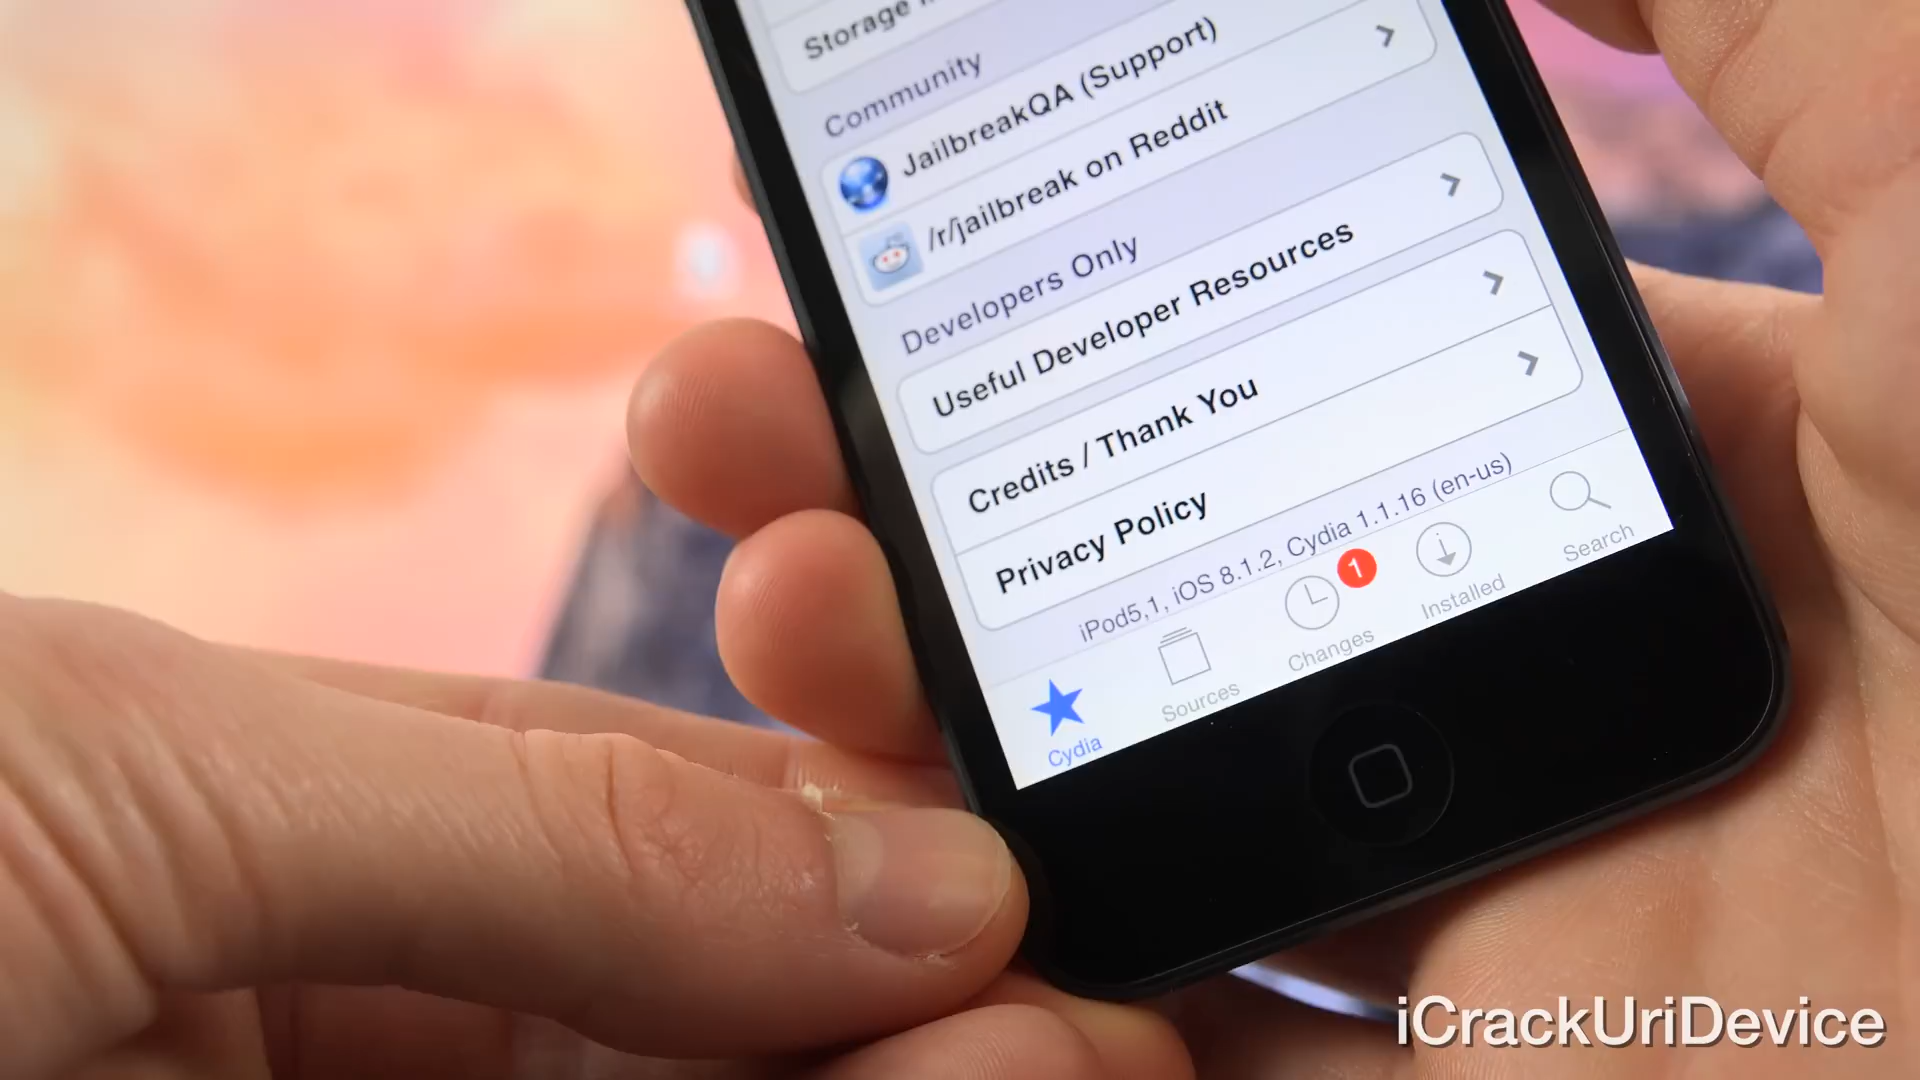 Storage
Community
JailbreakQA (Support)
/r/jailbreak on Reddit
Developers Only
Useful Developer Resources
Credits / Thank You
Privacy Policy
iPod5,1, iOS 8.1.2, Cydia 1.1.16 (en-us)
Cydia
Sources
1
Changes
Installed
Search
iCrackUriDevice